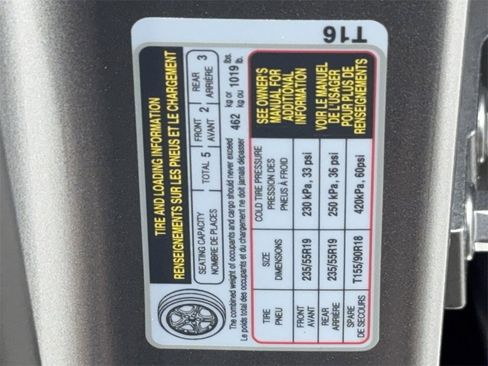 T16
TIRE AND LOADING INFORMATION
RENSEIGNEMENTS SUR LES PNEUS ET LE CHARGEMENT
SEATING CAPACITY TOTAL 5 FRONT 2 REAR 3
NOMBRE DE PLACES AVANT ARRIÈRE
The combined weight of occupants and cargo should never exceed 462 kg or 1019 lbs.
Le poids total des occupants et du chargement ne doit jamais dépasser kg ou lb.
TIRE SIZE COLD TIRE PRESSURE
PNEU DIMENSIONS PRESSION DES PNEUS À FROID
FRONT 235/55R19 230 kPa, 33 psi
AVANT
REAR 235/55R19 250 kPa, 36 psi
ARRIÈRE
SPARE T155/90R18 420kPa, 60psi
DE SECOURS
SEE OWNER'S
MANUAL FOR
ADDITIONAL
INFORMATION
VOIR LE MANUEL
DE L'USAGER
POUR PLUS DE
RENSEIGNEMENTS